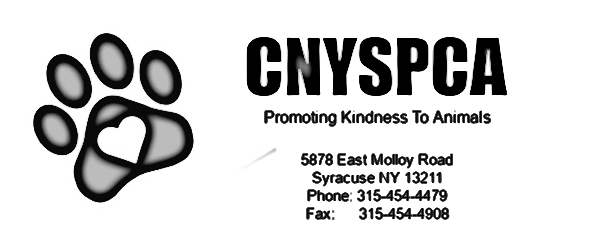 CNYSPCA
Promoting Kindness To Animals
5878 East Molloy Road
Syracuse NY 13211
Phone: 315-454-4479
Fax: 315-454-4908